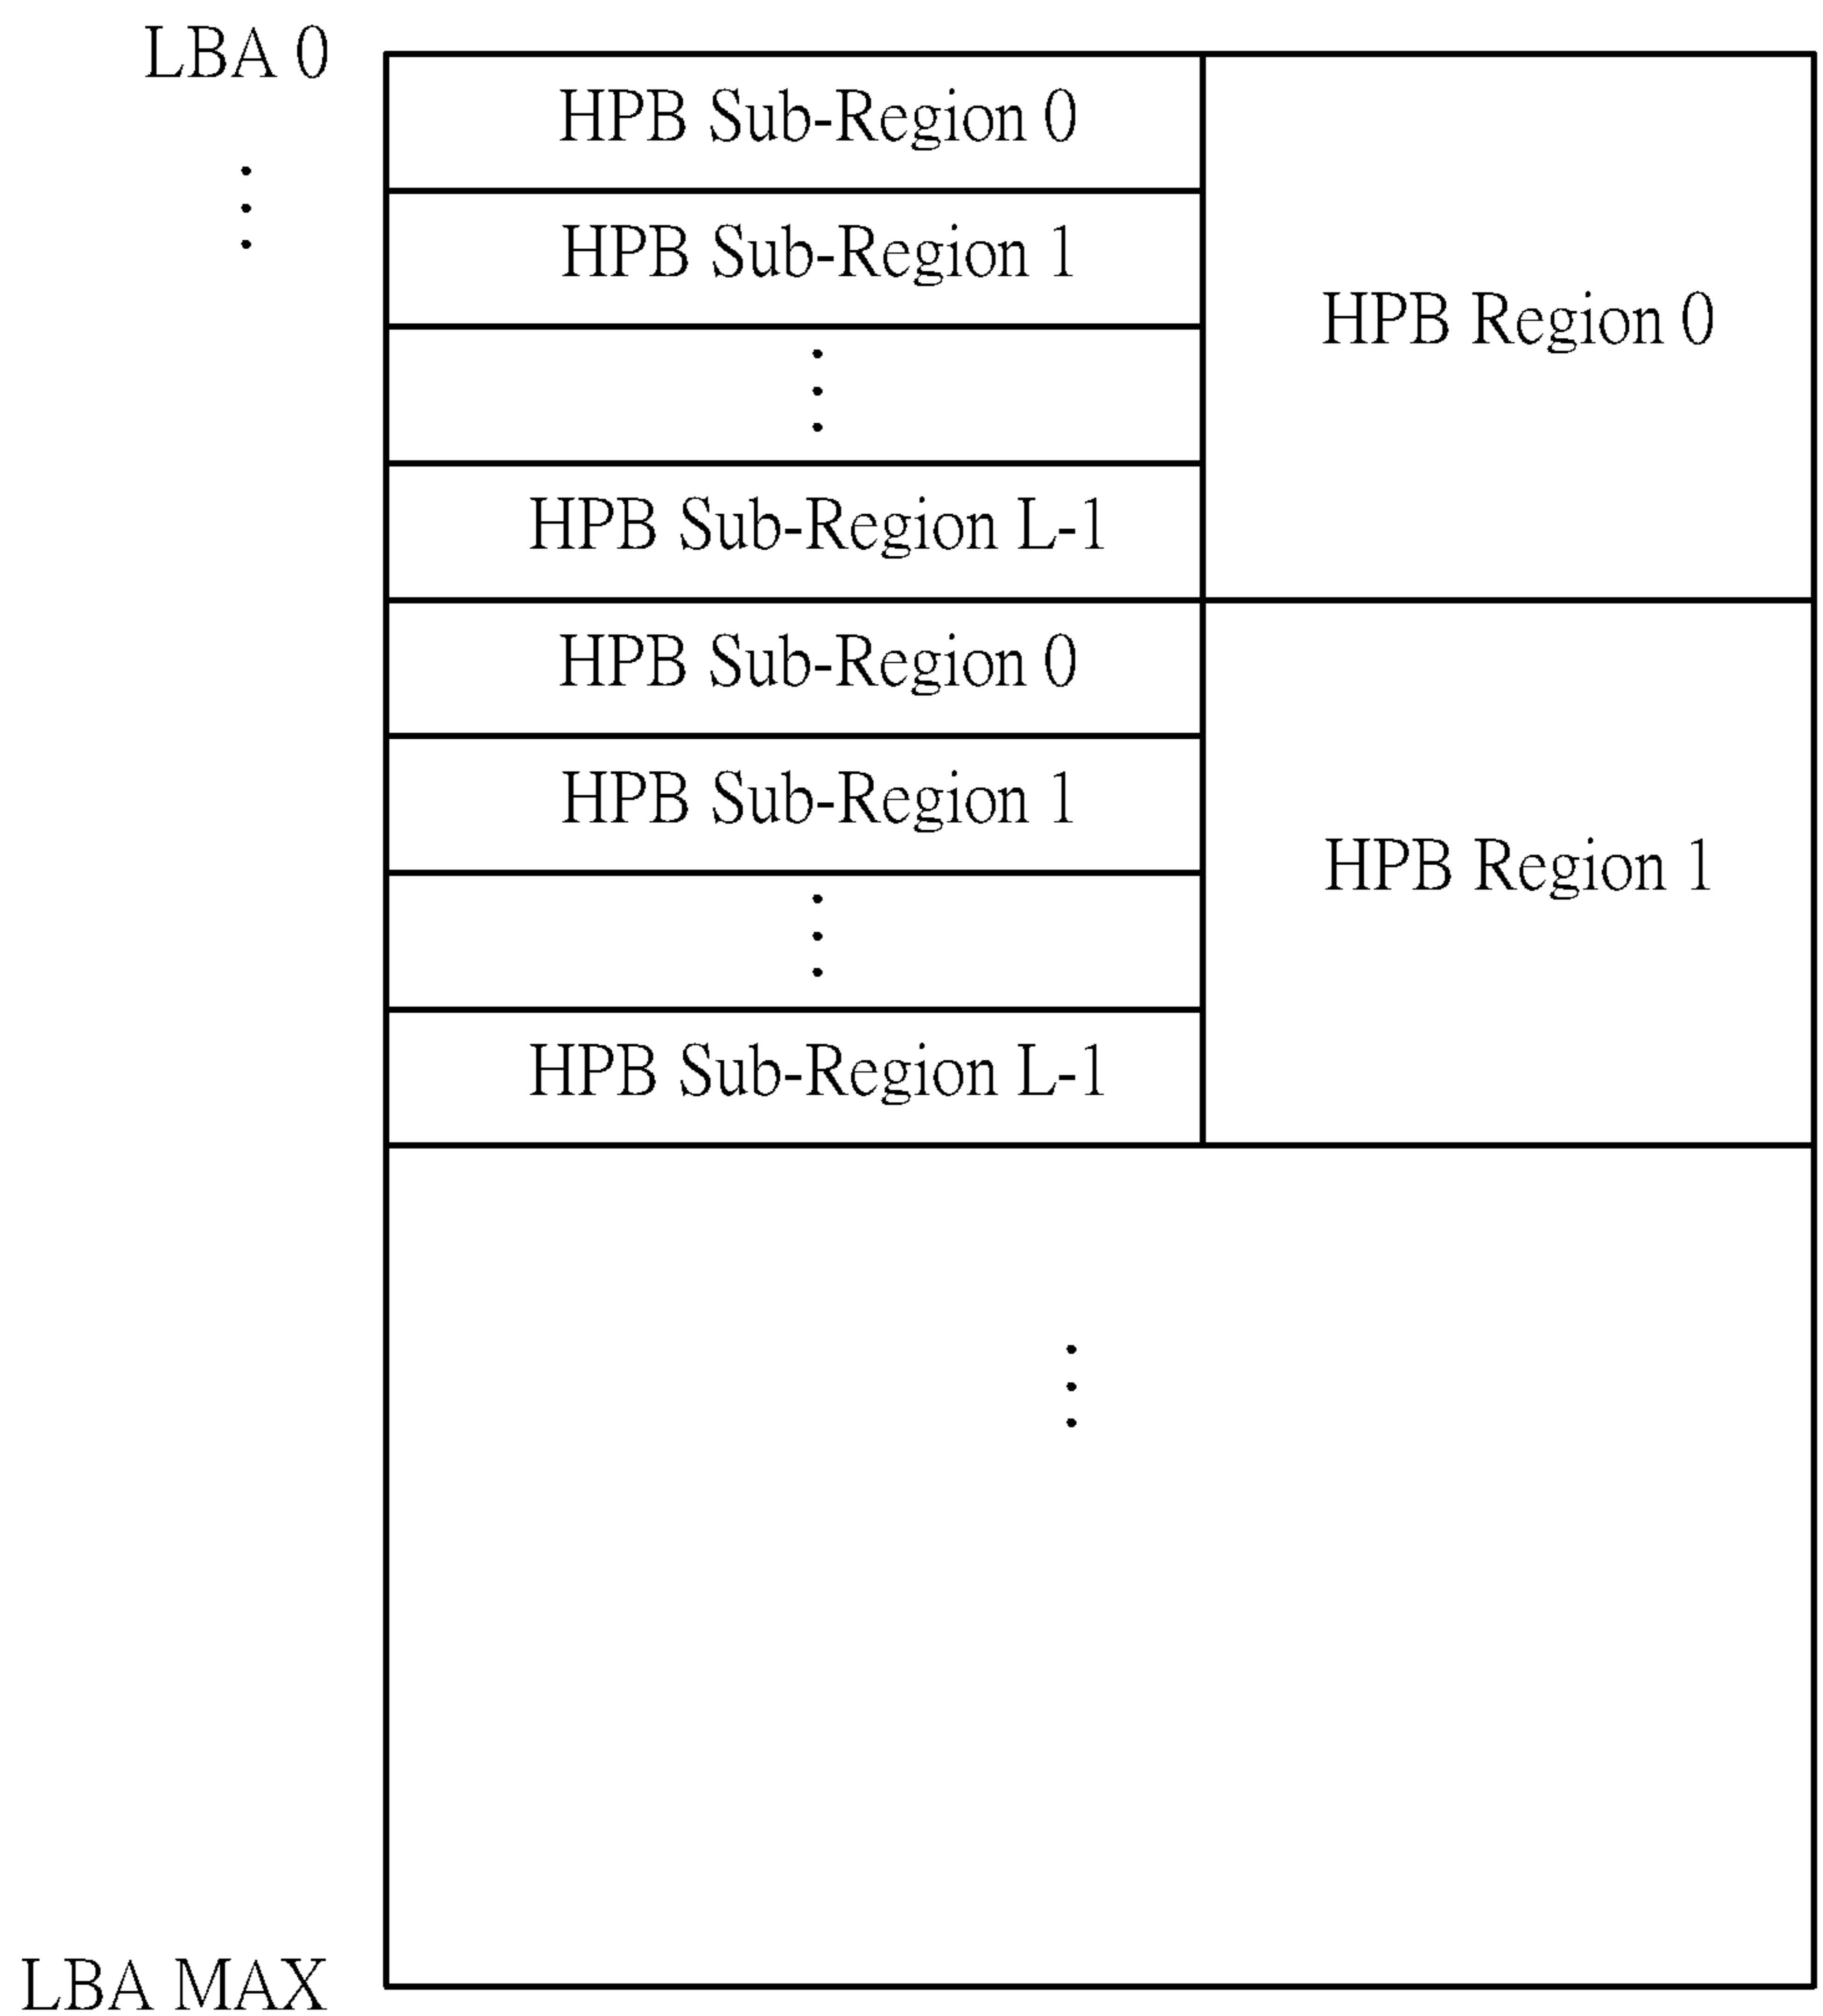 LBA 0
HPB Sub-Region 0
HPB Sub-Region 1
HPB Region 0
HPB Sub-Region L-1
HPB Sub-Region 0
HPB Sub-Region 1
HPB Region 1
HPB Sub-Region L-1
LBA MAX